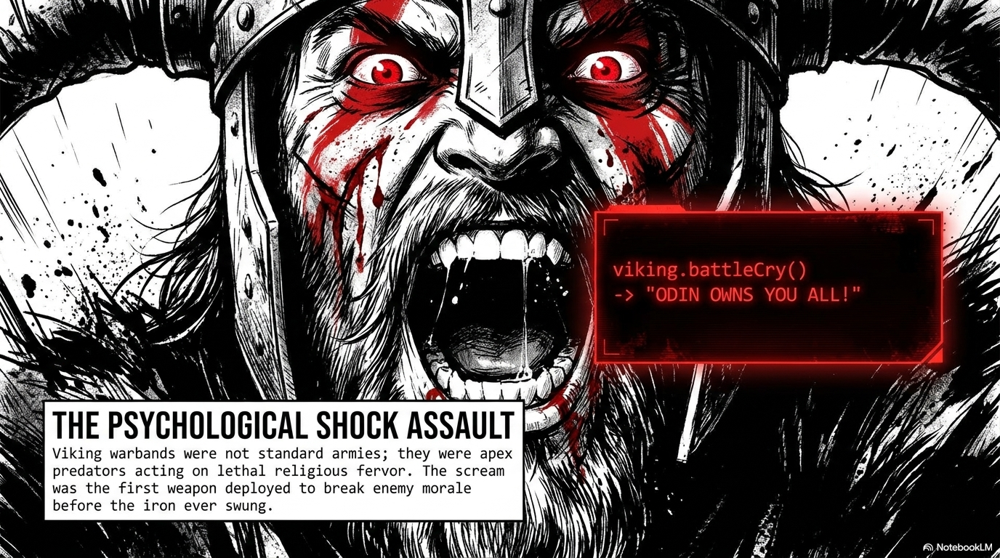 viking.battleCry()
-> "ODIN OWNS YOU ALL!"
THE PSYCHOLOGICAL SHOCK ASSAULT
Viking warbands were not standard armies; they were apex
predators acting on lethal religious fervor. The scream
was the first weapon deployed to break enemy morale
before the iron ever swung.
NotebookLM